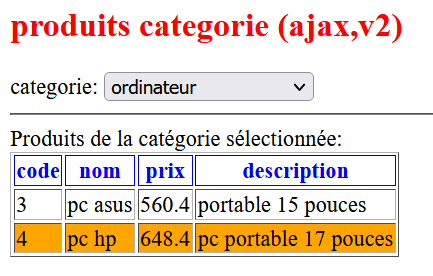 produits categorie (ajax,v2)
categorie: ordinateur
Produits de la catégorie sélectionnée:
code nom prix description
3 pc asus 560.4 portable 15 pouces
4 pc hp 648.4 pc portable 17 pouces